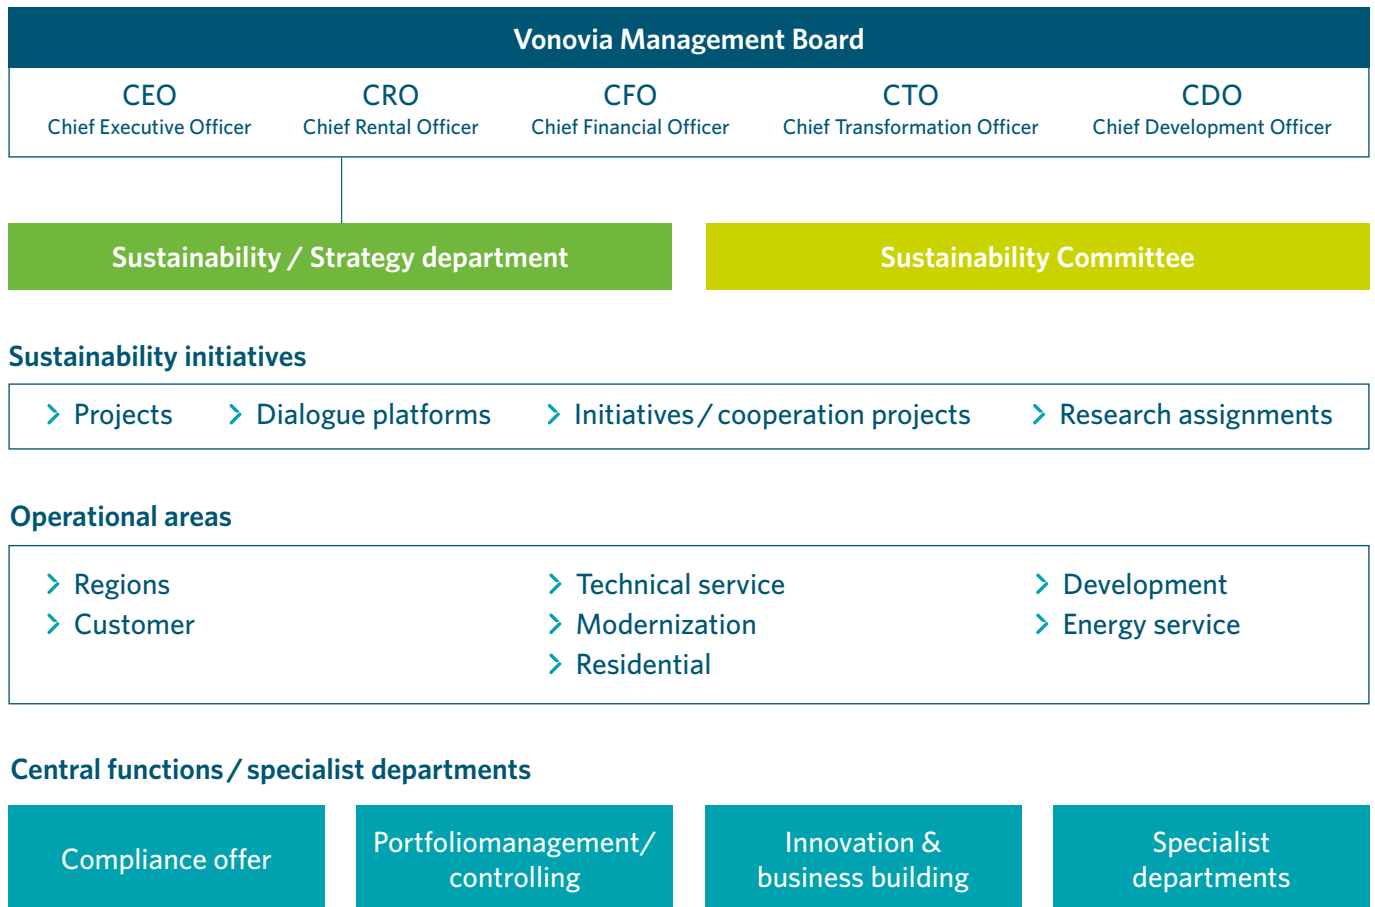 Vonovia Management Board
CEO
Chief Executive Officer
CRO
Chief Rental Officer
CFO
Chief Financial Officer
CTO
Chief Transformation Officer
CDO
Chief Development Officer
Sustainability / Strategy department
Sustainability Committee
Sustainability initiatives
> Projects
> Dialogue platforms
> Initiatives / cooperation projects
> Research assignments
Operational areas
> Regions
> Customer
> Technical service
> Modernization
> Residential
> Development
> Energy service
Central functions / specialist departments
Compliance offer
Portfoliomanagement/
controlling
Innovation &
business building
Specialist
departments